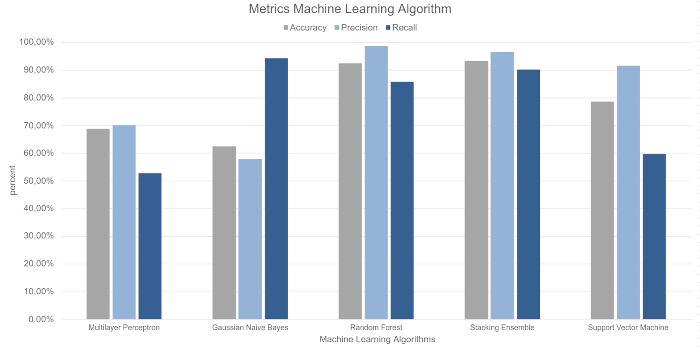 Metrics Machine Learning Algorithm
Accuracy Precision Recall
100,00%
90,00%
80,00%
70,00%
60,00%
50,00%
40,00%
30,00%
20,00%
10,00%
0,00%
percent
Multilayer Perceptron Gaussian Naive Bayes Random Forest Stacking Ensemble Support Vector Machine
Machine Learning Algorithms